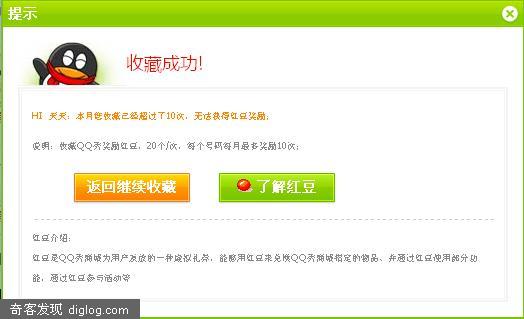 提示
收藏成功!
HI 天天: 本月您收藏已经超过了10次，无法获得红豆奖励;
说明: 收藏QQ秀奖励红豆，20个/次，每个号码每月最多奖励10次;
返回继续收藏
了解红豆
红豆介绍:
红豆是QQ秀商城为用户发放的一种虚拟礼券，能够用红豆来兑换QQ秀商城指定的物品、并通过红豆使用部分功
能，通过红豆参与活动等
奇客发现 diglog.com